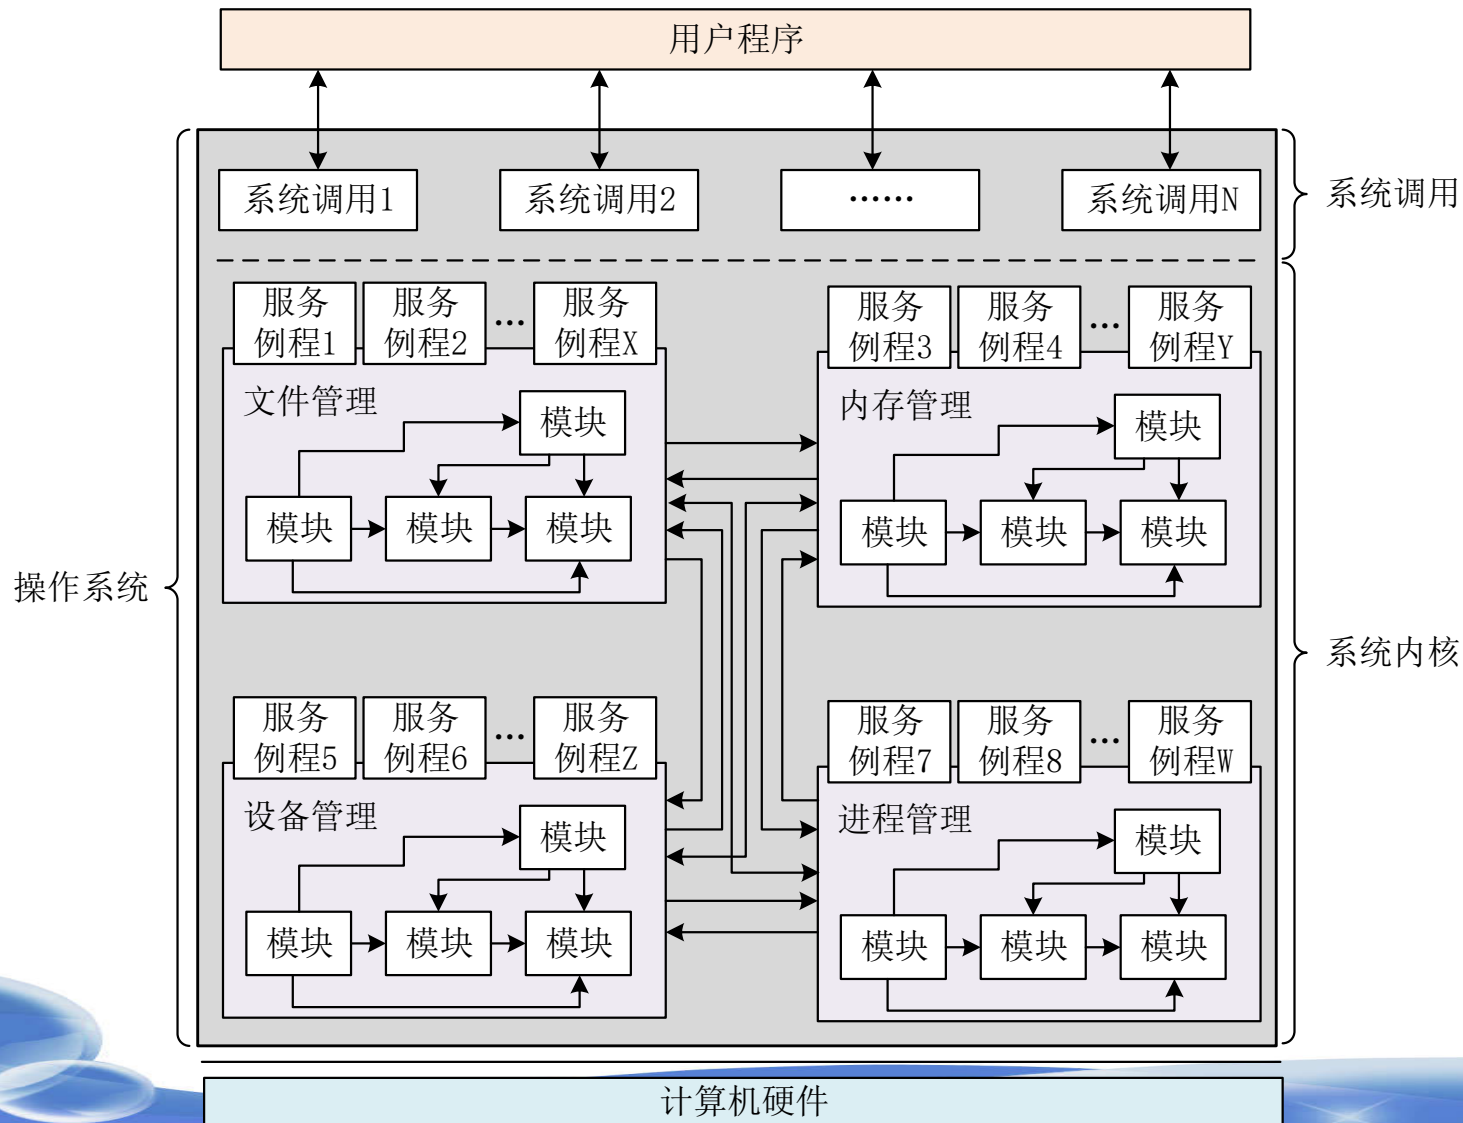 用户程序
系统调用1
系统调用2
……
系统调用N
系统调用
服务
例程1
服务
例程2
…
服务
例程X
服务
例程3
服务
例程4
…
服务
例程Y
文件管理
模块
模块
模块
模块
内存管理
模块
模块
模块
模块
操作系统
系统内核
服务
例程5
服务
例程6
…
服务
例程Z
服务
例程7
服务
例程8
…
服务
例程W
设备管理
模块
模块
模块
模块
进程管理
模块
模块
模块
模块
计算机硬件